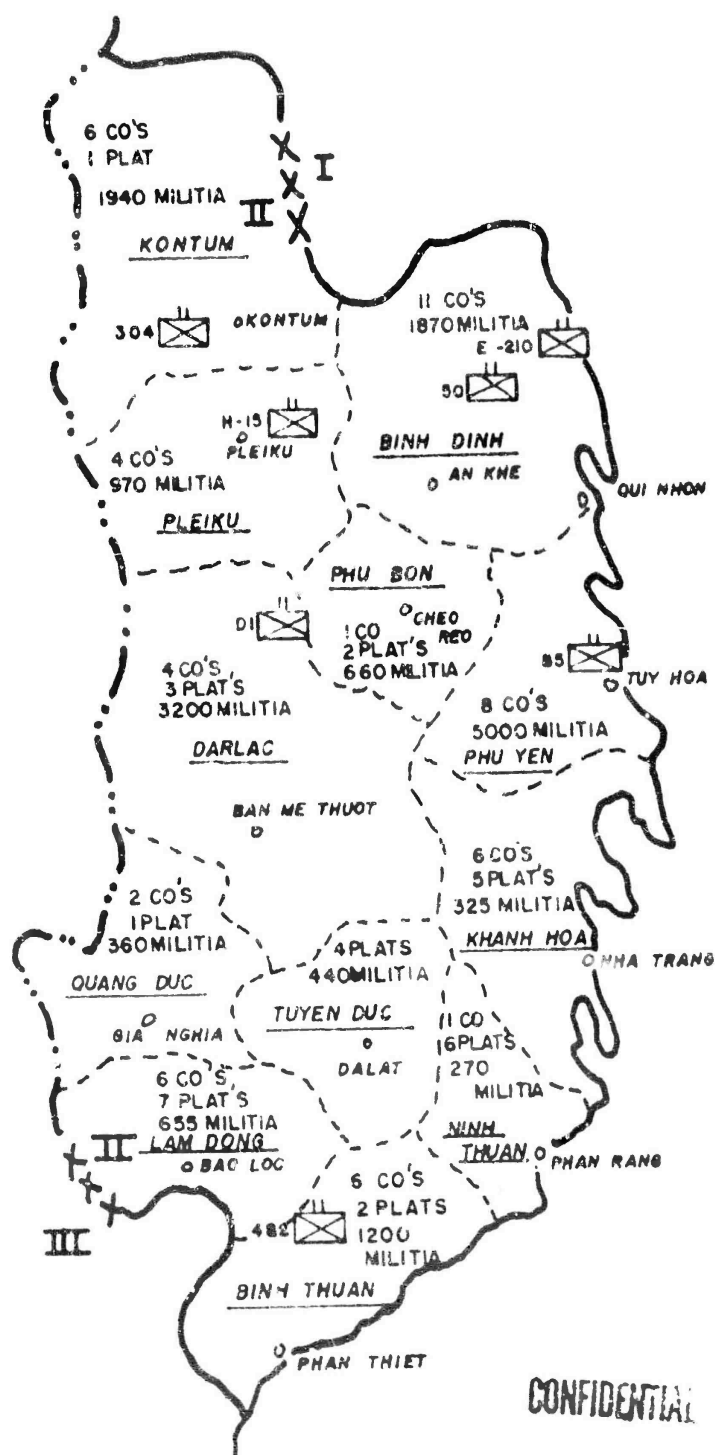 6 CO'S
1 PLAT
1940 MILITIA
KONTUM
I
II
304
KONTUM
11 CO'S
1870 MILITIA
E-210
50
BINH DINH
AN KHE
QUI NHON
H-15
PLEIKU
4 CO'S
970 MILITIA
PLEIKU
PHU BON
CHEO
REO
1 CO
2 PLAT'S
660 MILITIA
D1
4 CO'S
3 PLAT'S
3200 MILITIA
DARLAC
BAN ME THUOT
85
TUY HOA
8 CO'S
5000 MILITIA
PHU YEN
6 CO'S
5 PLAT'S
325 MILITIA
KHANH HOA
NHA TRANG
2 CO'S
1 PLAT
360 MILITIA
QUANG DUC
GIA NGHIA
4 PLATS
440 MILITIA
TUYEN DUC
DALAT
CO
6 PLATS
270
MILITIA
NINH
THUAN
PHAN RANG
6 CO'S
7 PLAT'S
655 MILITIA
LAM DONG
BAO LOC
II
III
6 CO'S
2 PLATS
1200
MILITIA
482
BINH THUAN
PHAN THIET
CONFIDENTIAL